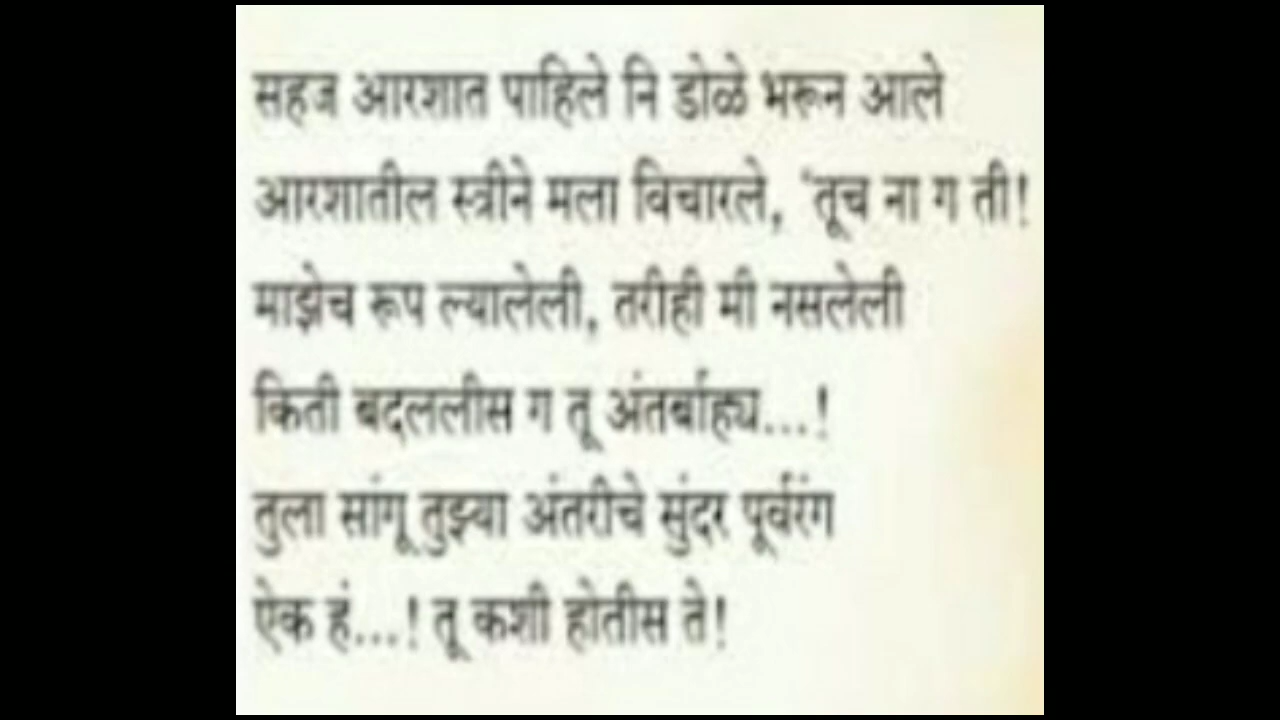 सहज आरशात पाहिले नि डोळे भरून आले
आरशातील स्त्रीने मला विचारले, 'तूच ना ग ती!
माझेच रूप ल्यालेली, तरीही मी नसलेली
किती बदललीस ग तू अंतर्बाह्य...!
तुला सांगू तुझ्या अंतरीचे सुंदर पूर्वरंग
ऐक हं...! तू कशी होतीस ते!